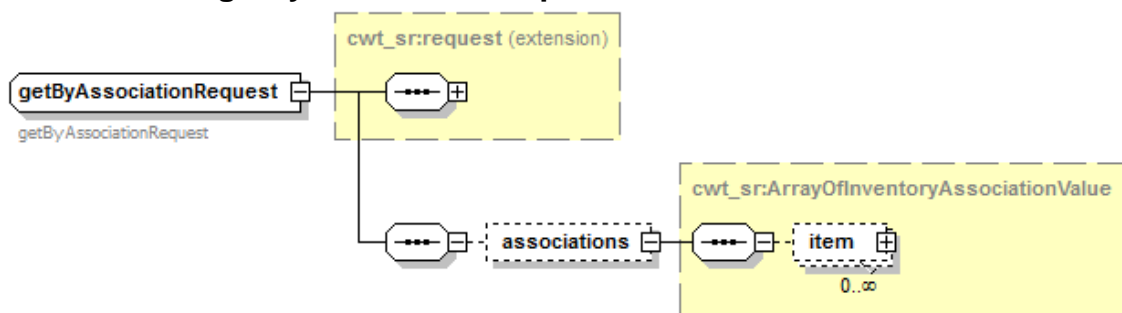 cwt_sr:request (extension)
getByAssociationRequest
getByAssociationRequest
cwt_sr:ArrayOfInventoryAssociationValue
associations
item
0..∞